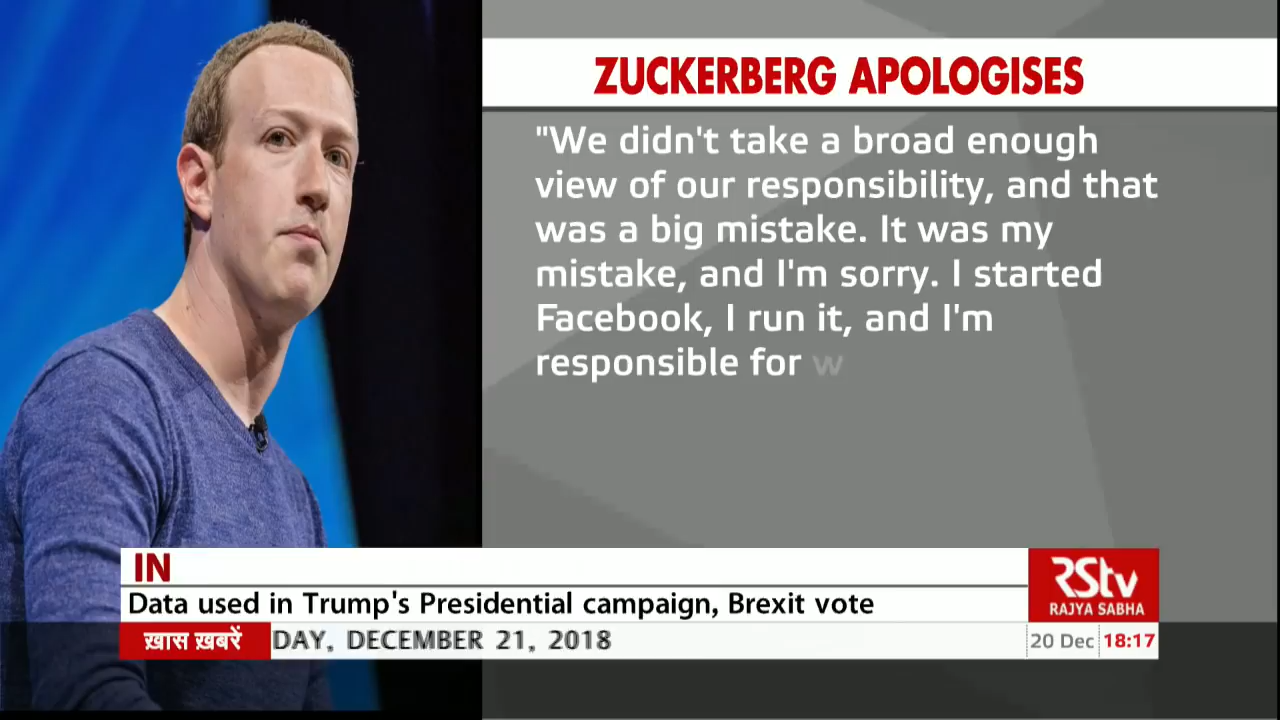 ZUCKERBERG APOLOGISES
"We didn't take a broad enough
view of our responsibility, and that
was a big mistake. It was my
mistake, and I'm sorry. I started
Facebook, I run it, and I'm
responsible for w
IN
Data used in Trump's Presidential campaign, Brexit vote
RStv
RAJYA SABHA
ख़ास ख़बरें DAY, DECEMBER 21, 2018
20 Dec 18:17